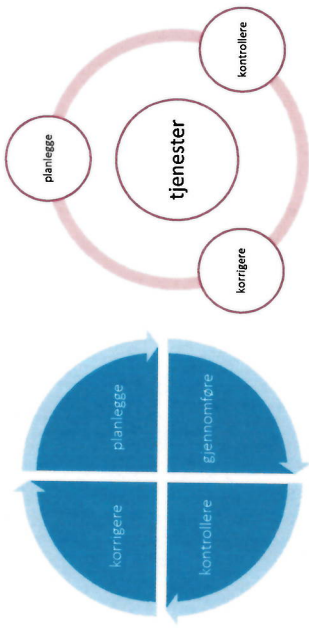 korrigere
planlegge
kontrollere
gjennomføre
planlegge
tjenester
korrigere
kontrollere